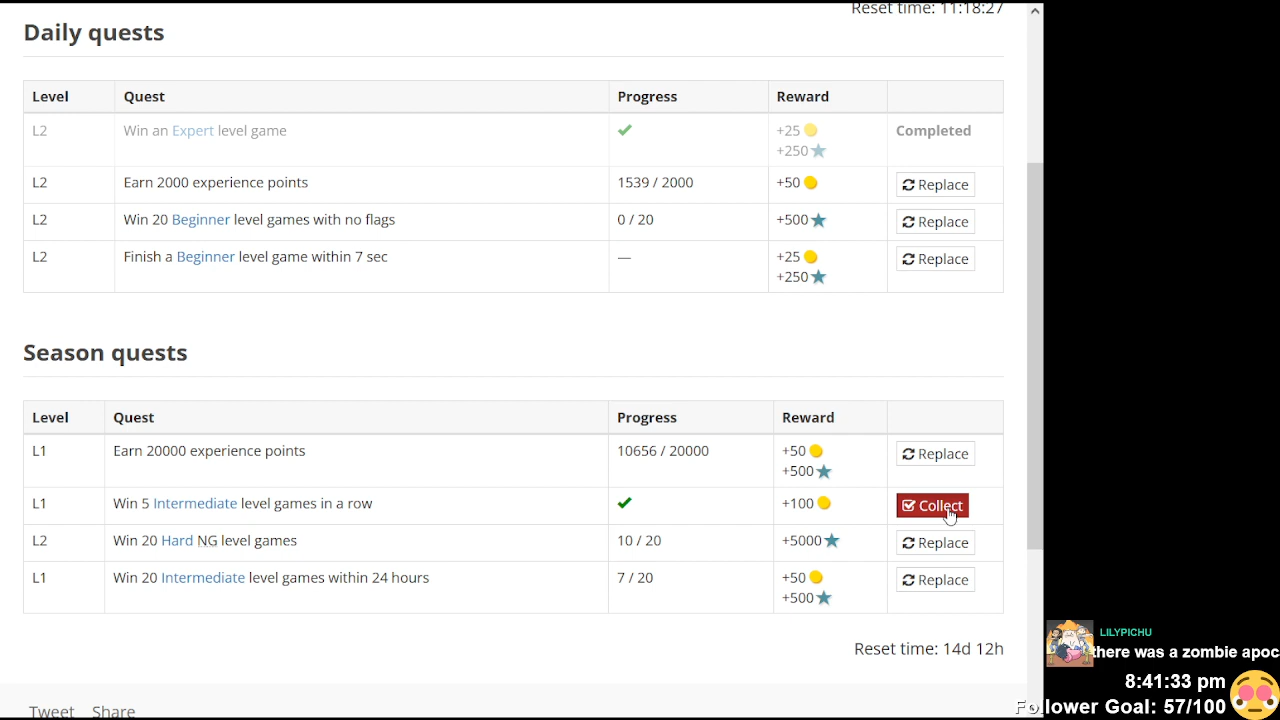 Reset time: 11:18:27
Daily quests
Level Quest Progress Reward
L2 Win an Expert level game +25 Completed
+250
L2 Earn 2000 experience points 1539 / 2000 +50 Replace
L2 Win 20 Beginner level games with no flags 0 / 20 +500 Replace
L2 Finish a Beginner level game within 7 sec — +25 Replace
+250
Season quests
Level Quest Progress Reward
L1 Earn 20000 experience points 10656 / 20000 +50 Replace
+500
L1 Win 5 Intermediate level games in a row +100 Collect
L2 Win 20 Hard NG level games 10 / 20 +5000 Replace
L1 Win 20 Intermediate level games within 24 hours 7 / 20 +50 Replace
+500
Reset time: 14d 12h
Tweet Share
LILYPICHU
there was a zombie apoc
8:41:33 pm
Follower Goal: 57/100